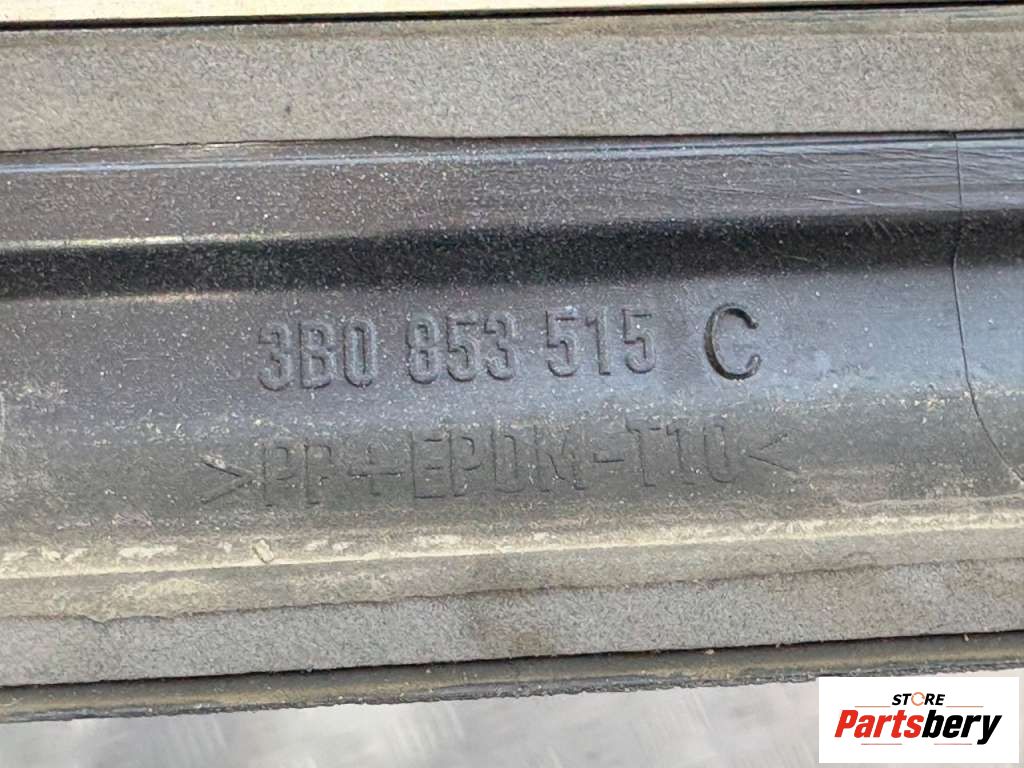 3B0 853 515 C
>PP+EPDM-T10<
STORE
Partsbery